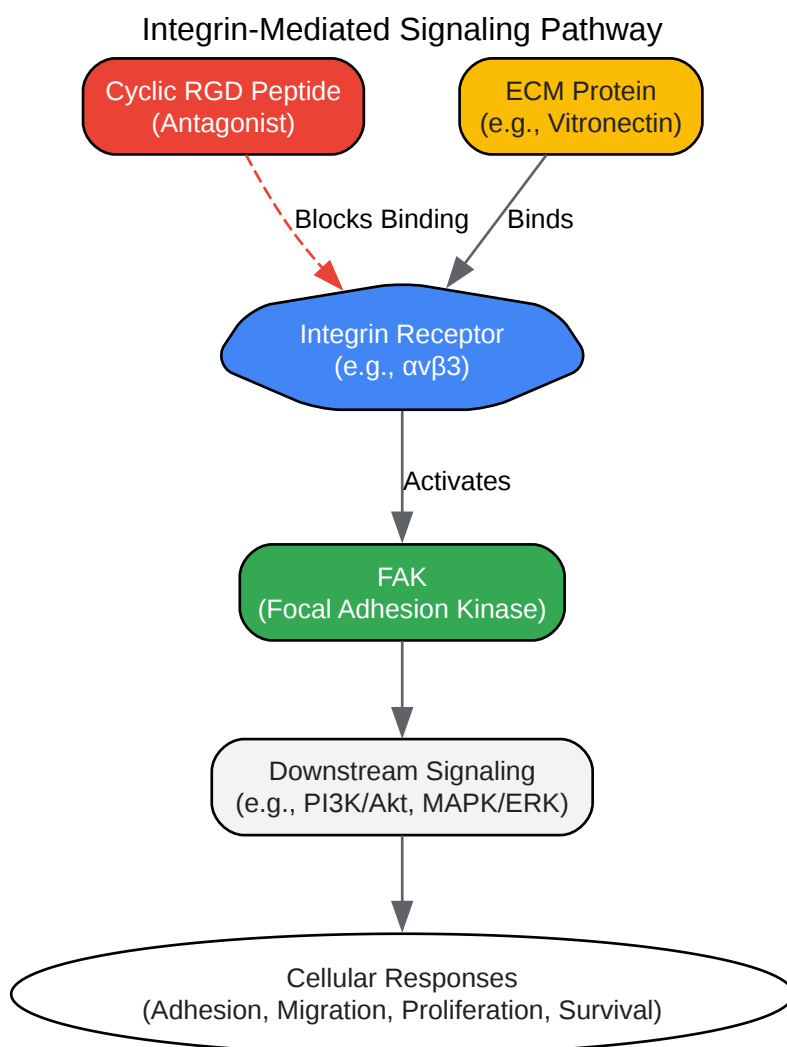 Integrin-Mediated Signaling Pathway
Cyclic RGD Peptide
(Antagonist)
ECM Protein
(e.g., Vitronectin)
Blocks Binding
Binds
Integrin Receptor
(e.g., αvβ3)
Activates
FAK
(Focal Adhesion Kinase)
Downstream Signaling
(e.g., PI3K/Akt, MAPK/ERK)
Cellular Responses
(Adhesion, Migration, Proliferation, Survival)